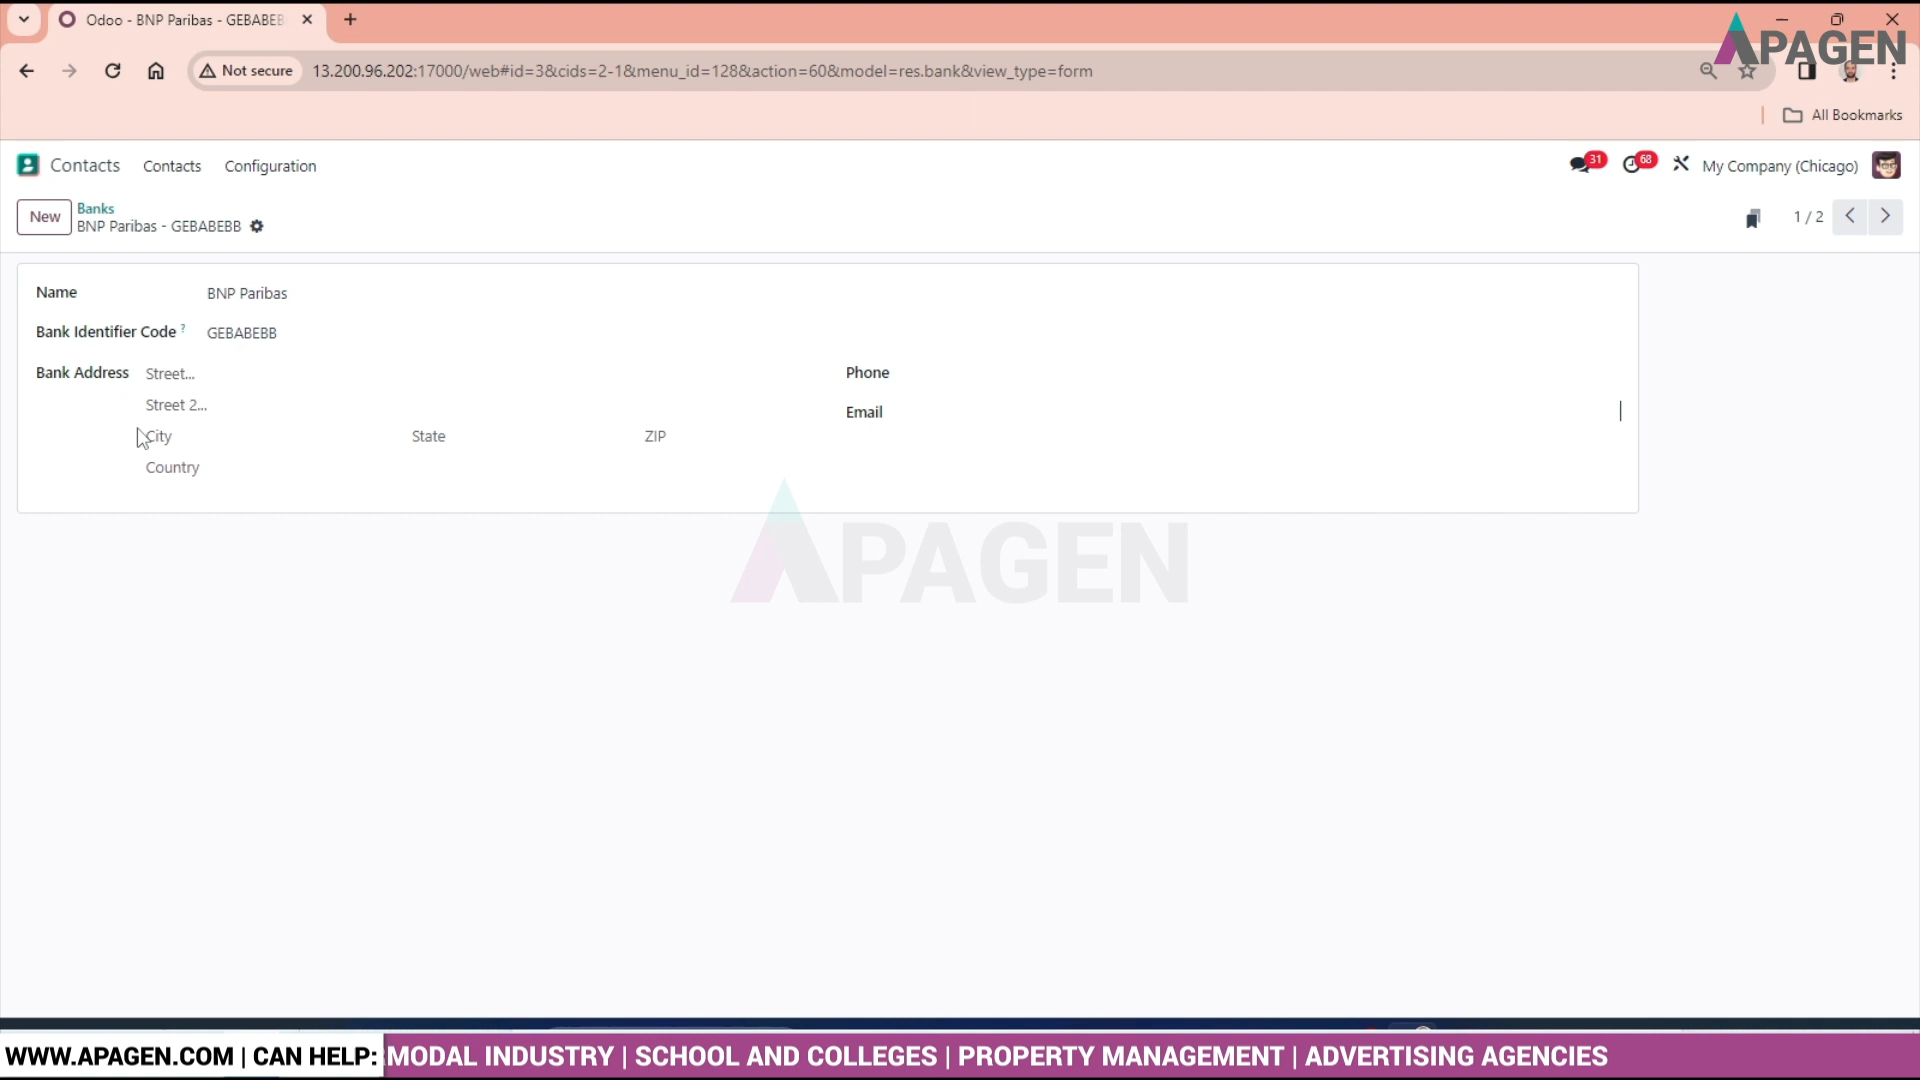 Odoo - BNP Paribas - GEBABEB
APAGEN
Not secure
13.200.96.202:17000/web#id=3&cids=2-1&menu_id=128&action=60&model=res.bank&view_type=form
All Bookmarks
Contacts Contacts Configuration 31 68 My Company (Chicago)
New Banks
BNP Paribas - GEBABEBB 1 / 2
Name BNP Paribas
Bank Identifier Code ? GEBABEBB
Bank Address Street... Phone
Street 2... Email
City State ZIP
Country
APAGEN
WWW.APAGEN.COM | CAN HELP: MODAL INDUSTRY | SCHOOL AND COLLEGES | PROPERTY MANAGEMENT | ADVERTISING AGENCIES